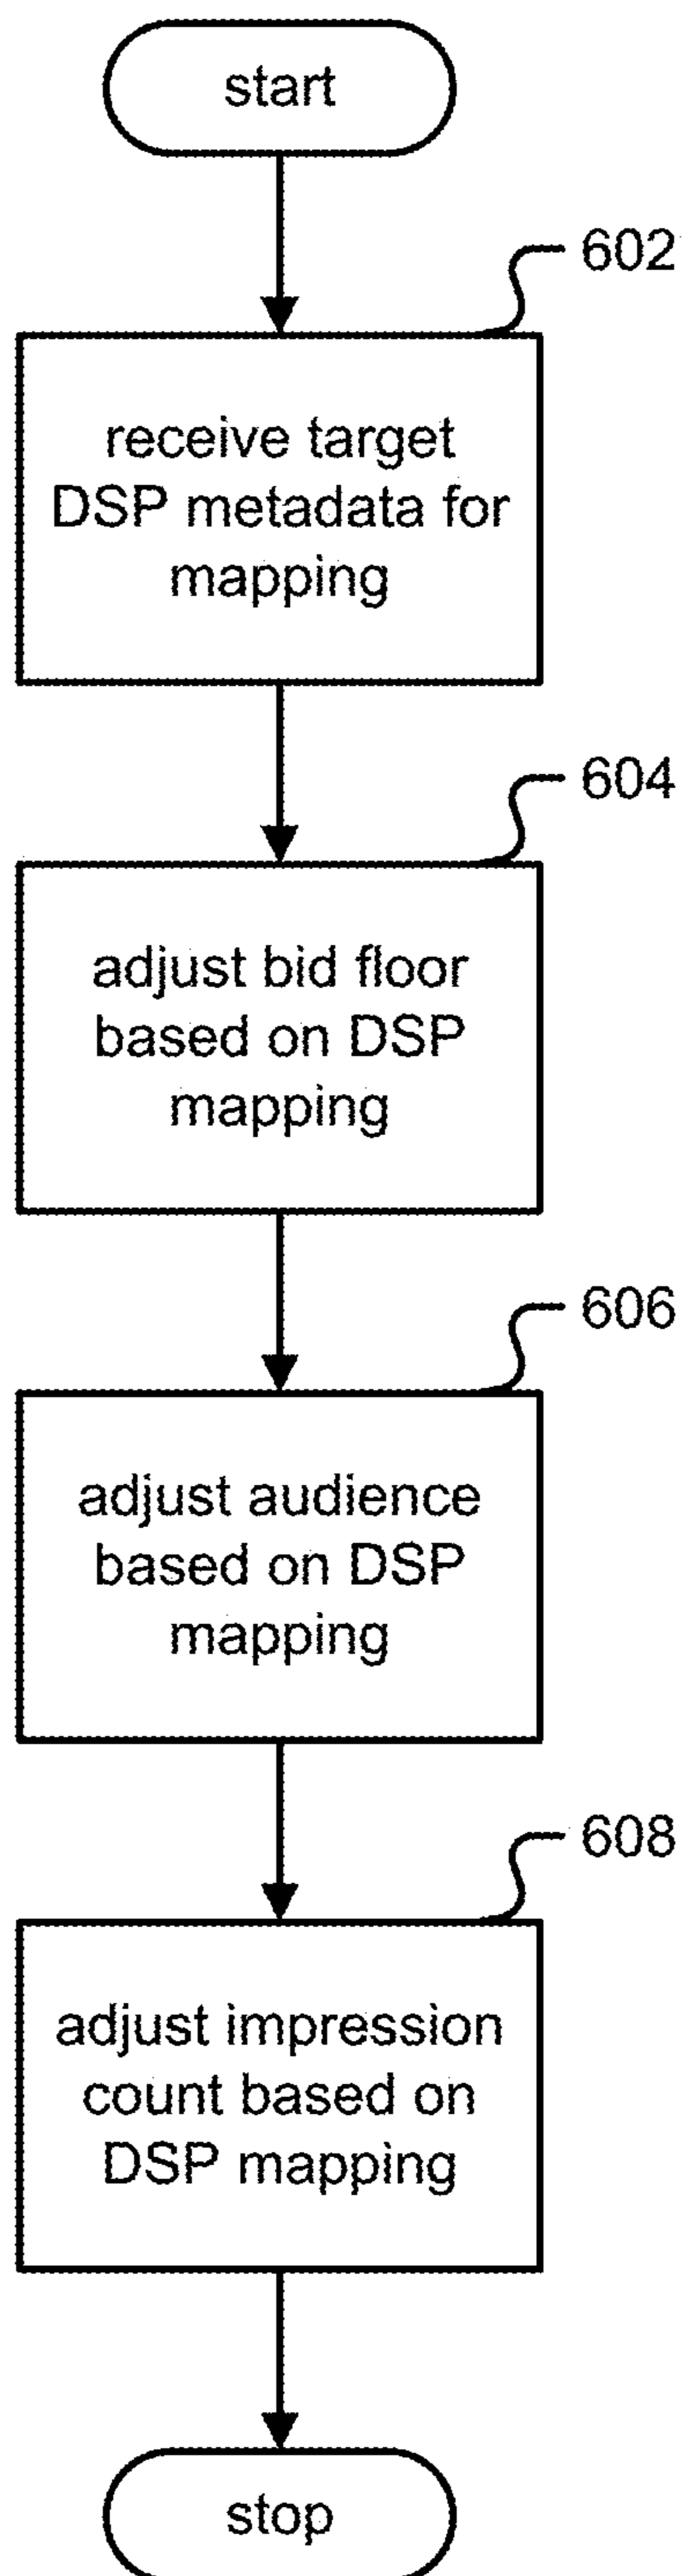 start
602
receive target
DSP metadata for
mapping
604
adjust bid floor
based on DSP
mapping
606
adjust audience
based on DSP
mapping
608
adjust impression
count based on
DSP mapping
stop